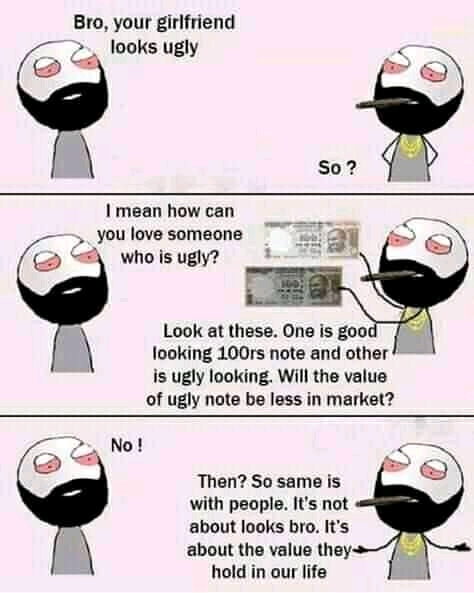 Bro, your girlfriend
looks ugly
So ?
I mean how can
you love someone
who is ugly?
100
100
Look at these. One is good
looking 100rs note and other
is ugly looking. Will the value
of ugly note be less in market?
No !
Then? So same is
with people. It's not
about looks bro. It's
about the value they
hold in our life